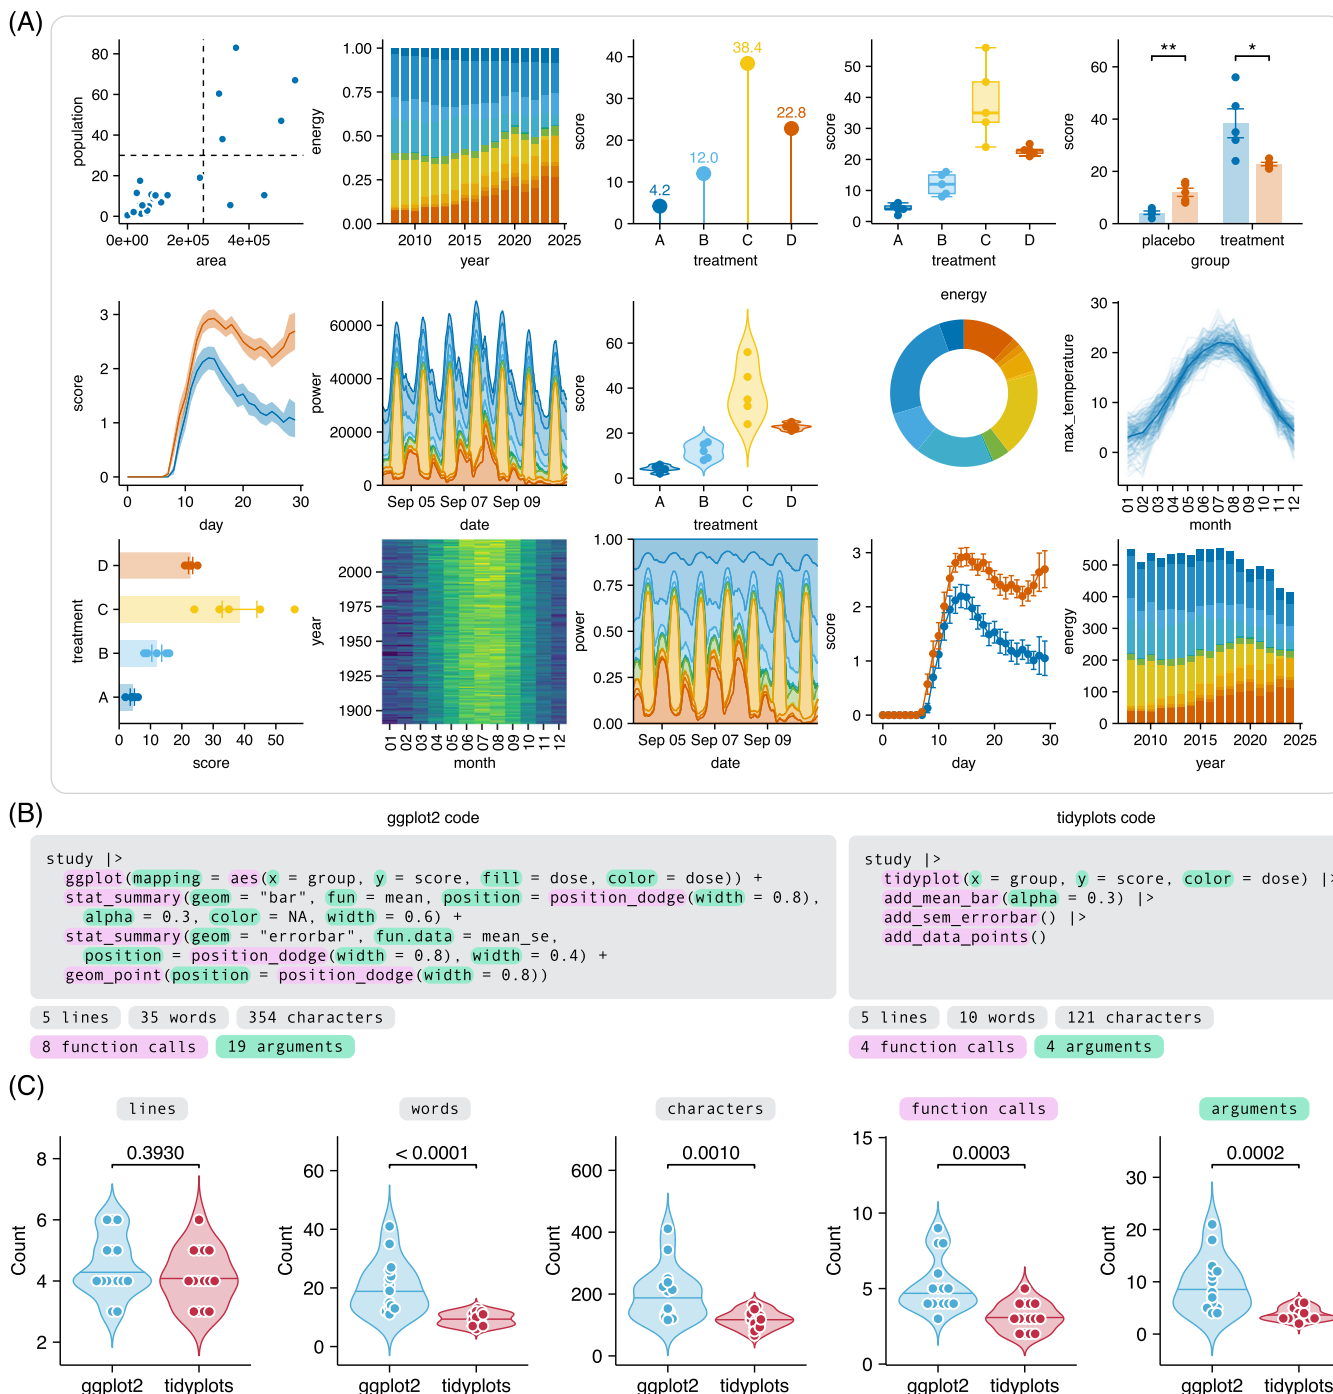 (A)
population
80
60
40
20
0
0e+00 2e+05 4e+05
area
energy
1.00
0.75
0.50
0.25
0.00
2010 2015 2020 2025
year
score
40
30
20
10
0
4.2
12.0
38.4
22.8
A B C D
treatment
score
50
40
30
20
10
0
A B C D
treatment
score
60
40
20
0
** *
placebo treatment
group
score
3
2
1
0
0 10 20 30
day
power
60000
40000
20000
0
Sep 05 Sep 07 Sep 09
date
score
60
40
20
0
A B C D
treatment
energy
max_temperature
30
20
10
0
01 02 03 04 05 06 07 08 09 10 11 12
month
treatment
D
C
B
A
0 10 20 30 40 50
score
year
2000
1975
1950
1925
1900
01 02 03 04 05 06 07 08 09 10 11 12
month
power
1.00
0.75
0.50
0.25
0.00
Sep 05 Sep 07 Sep 09
date
score
3
2
1
0
0 10 20 30
day
energy
500
400
300
200
100
0
2010 2015 2020 2025
year
(B)
ggplot2 code
study |>
ggplot(mapping = aes(x = group, y = score, fill = dose, color = dose)) +
stat_summary(geom = "bar", fun = mean, position = position_dodge(width = 0.8),
alpha = 0.3, color = NA, width = 0.6) +
stat_summary(geom = "errorbar", fun.data = mean_se,
position = position_dodge(width = 0.8), width = 0.4) +
geom_point(position = position_dodge(width = 0.8))
5 lines 35 words 354 characters
8 function calls 19 arguments
tidyplots code
study |>
tidyplot(x = group, y = score, color = dose) |>
add_mean_bar(alpha = 0.3) |>
add_sem_errorbar() |>
add_data_points()
5 lines 10 words 121 characters
4 function calls 4 arguments
(C)
lines
Count
8
6
4
2
0.3930
ggplot2 tidyplots
words
Count
60
40
20
0
< 0.0001
ggplot2 tidyplots
characters
Count
600
400
200
0
0.0010
ggplot2 tidyplots
function calls
Count
15
10
5
0
0.0003
ggplot2 tidyplots
arguments
Count
30
20
10
0
0.0002
ggplot2 tidyplots